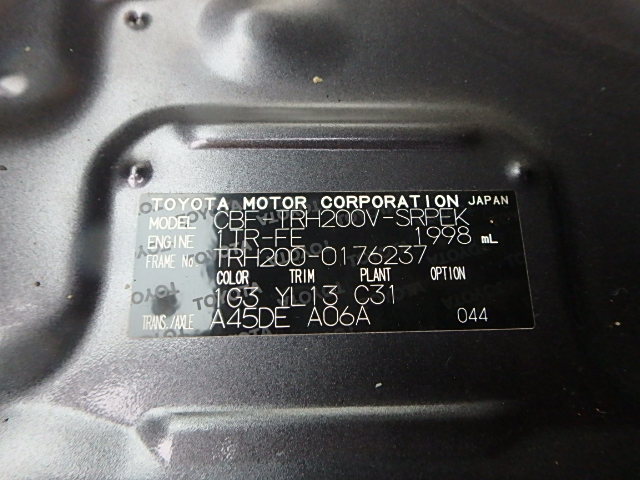 TOYOTA MOTOR CORPORATION JAPAN
MODEL CBF-TRH200V-SRPEK
ENGINE 1TR-FE 1998 mL
FRAME No. TRH200-0176237
COLOR TRIM PLANT OPTION
1G3 YL13 C31
TRANS./AXLE A45DE A06A 044